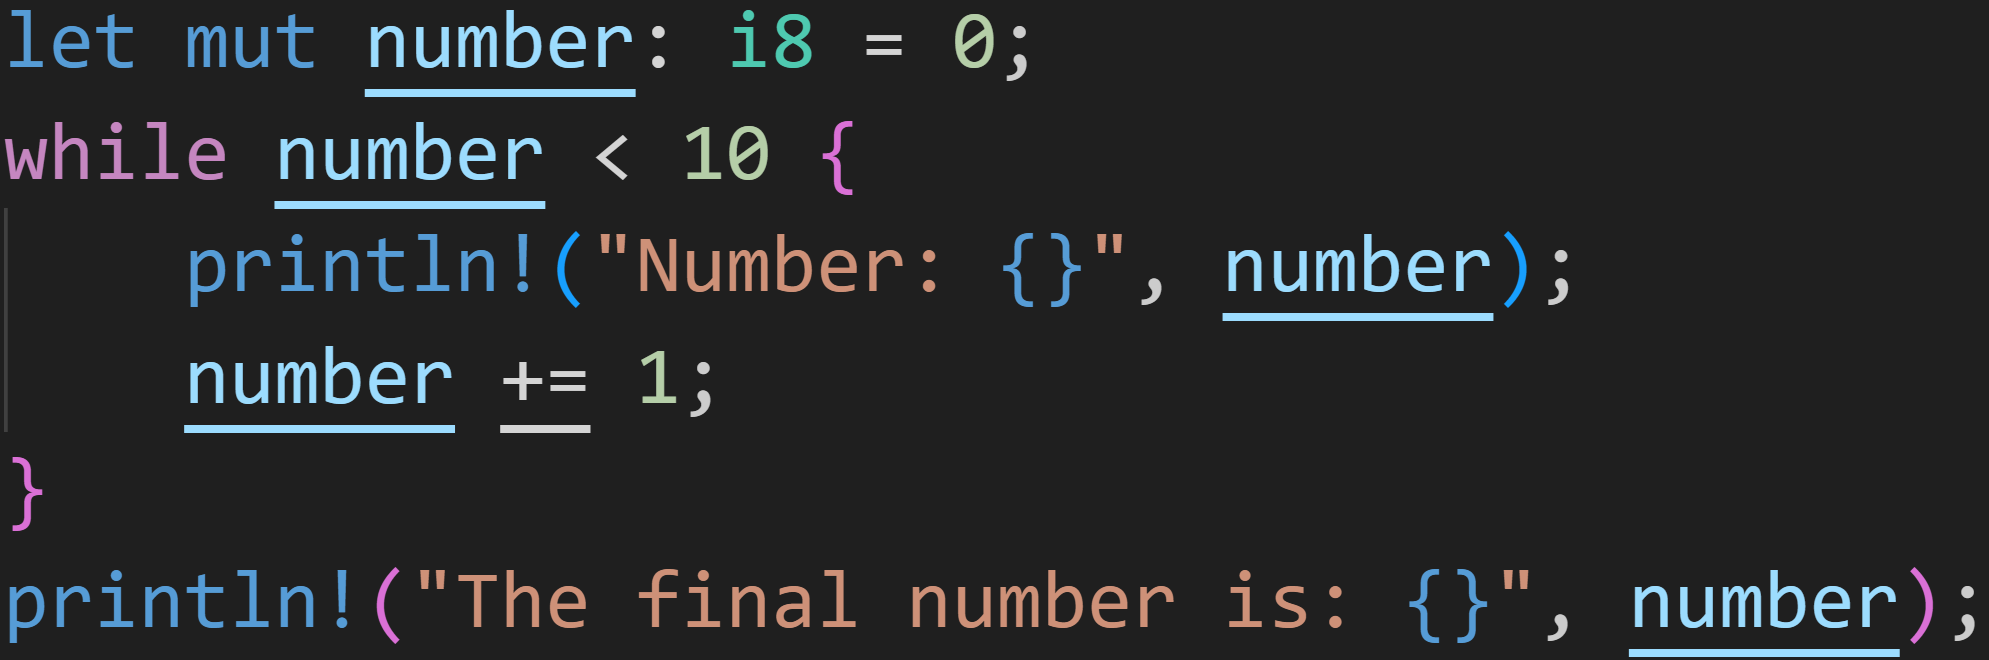 let mut number: i8 = 0;
while number < 10 {
    println!("Number: {}", number);
    number += 1;
}
println!("The final number is: {}", number);